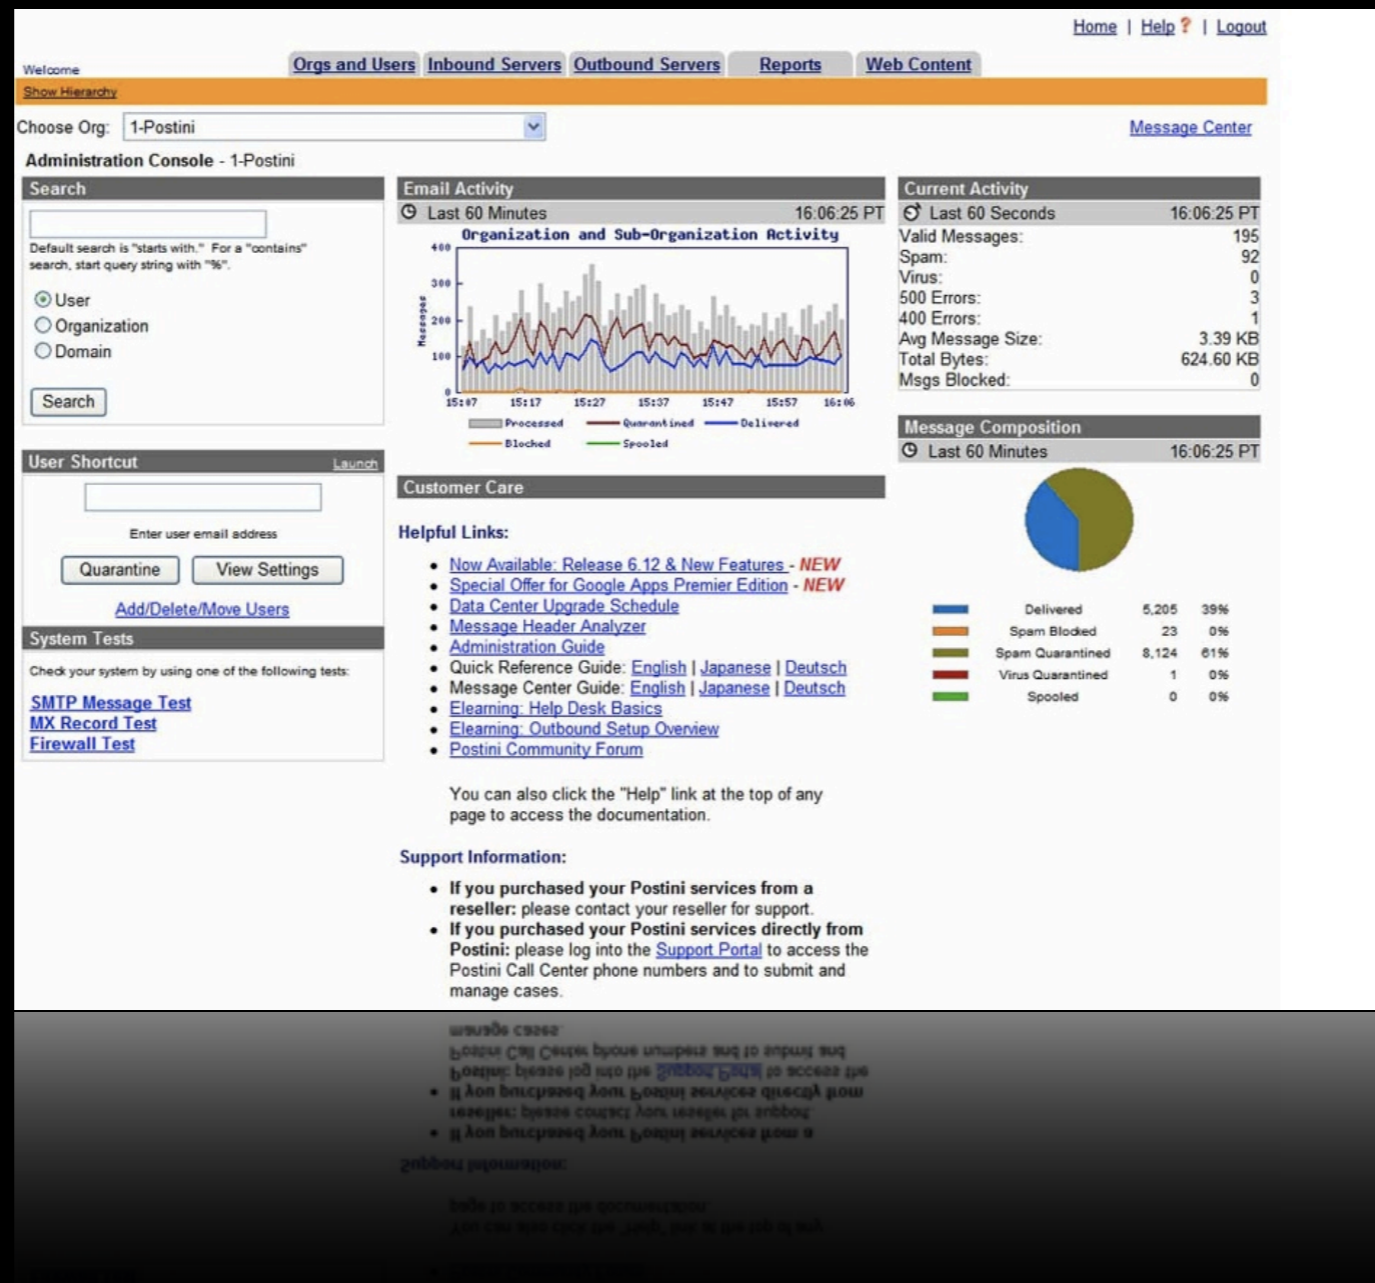 Home | Help ? | Logout
Welcome
Orgs and Users Inbound Servers Outbound Servers Reports Web Content
Show Hierarchy
Choose Org: 1-Postini
Message Center
Administration Console - 1-Postini
Search
Default search is "starts with." For a "contains"
search, start query string with "%".
User
Organization
Domain
Search
User Shortcut Launch
Enter user email address
Quarantine View Settings
Add/Delete/Move Users
System Tests
Check your system by using one of the following tests:
SMTP Message Test
MX Record Test
Firewall Test
Email Activity
Last 60 Minutes 16:06:25 PT
Organization and Sub-Organization Activity
400
300
200
100
0
Messages
15:07 15:17 15:27 15:37 15:47 15:57 16:06
Processed Quarantined Delivered
Blocked Spooled
Customer Care
Helpful Links:
Now Available: Release 6.12 & New Features - NEW
Special Offer for Google Apps Premier Edition - NEW
Data Center Upgrade Schedule
Message Header Analyzer
Administration Guide
Quick Reference Guide: English | Japanese | Deutsch
Message Center Guide: English | Japanese | Deutsch
Elearning: Help Desk Basics
Elearning: Outbound Setup Overview
Postini Community Forum
You can also click the "Help" link at the top of any
page to access the documentation.
Support Information:
If you purchased your Postini services from a
reseller: please contact your reseller for support.
If you purchased your Postini services directly from
Postini: please log into the Support Portal to access the
Postini Call Center phone numbers and to submit and
manage cases.
Current Activity
Last 60 Seconds 16:06:25 PT
Valid Messages: 195
Spam: 92
Virus: 0
500 Errors: 3
400 Errors: 1
Avg Message Size: 3.39 KB
Total Bytes: 624.60 KB
Msgs Blocked: 0
Message Composition
Last 60 Minutes 16:06:25 PT
Delivered 5,205 39%
Spam Blocked 23 0%
Spam Quarantined 8,124 61%
Virus Quarantined 1 0%
Spooled 0 0%